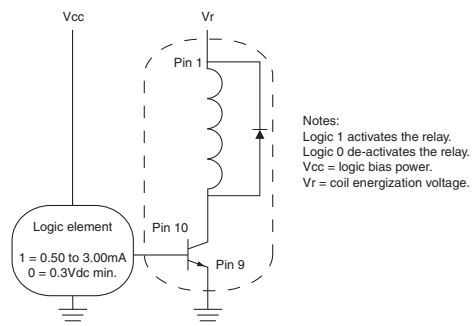 Vcc
Vr
Pin 1
Notes:
Logic 1 activates the relay.
Logic 0 de-activates the relay.
Vcc = logic bias power.
Vr = coil energization voltage.
Logic element
1 = 0.50 to 3.00mA
0 = 0.3Vdc min.
Pin 10
Pin 9